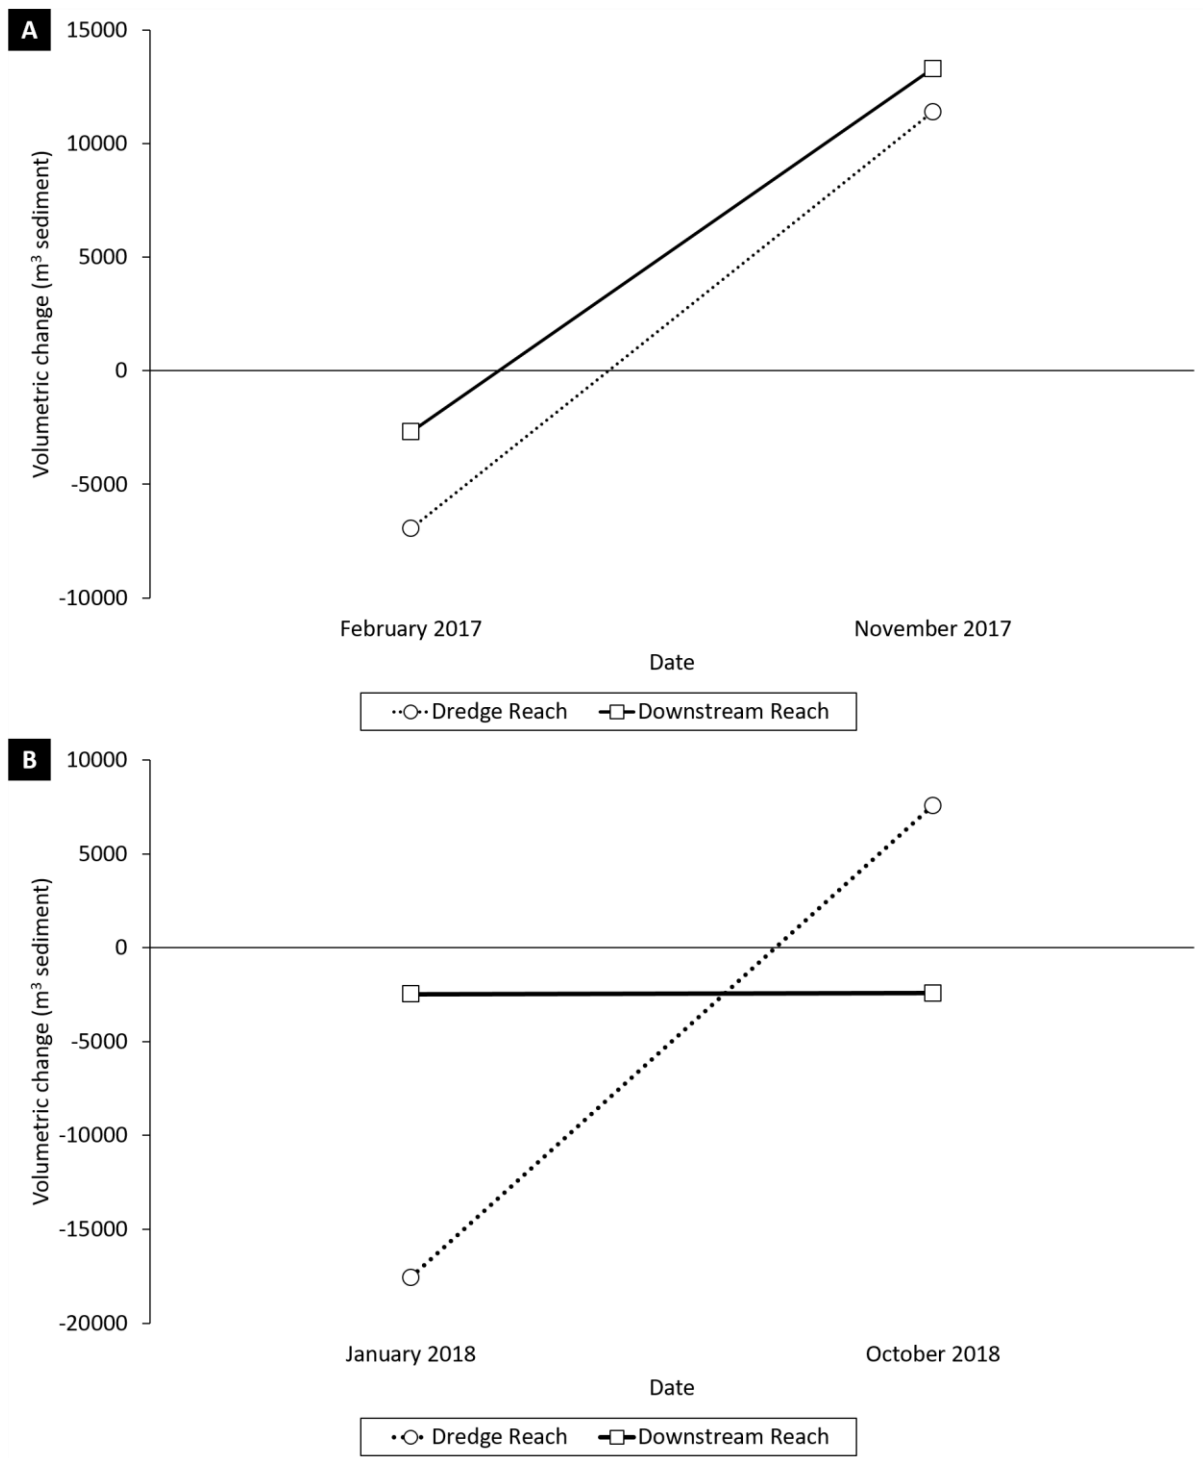 A
15000
10000
5000
0
-5000
-10000
Volumetric change (m³ sediment)
February 2017 November 2017
Date
Dredge Reach Downstream Reach
B
10000
5000
0
-5000
-10000
-15000
-20000
Volumetric change (m³ sediment)
January 2018 October 2018
Date
Dredge Reach Downstream Reach